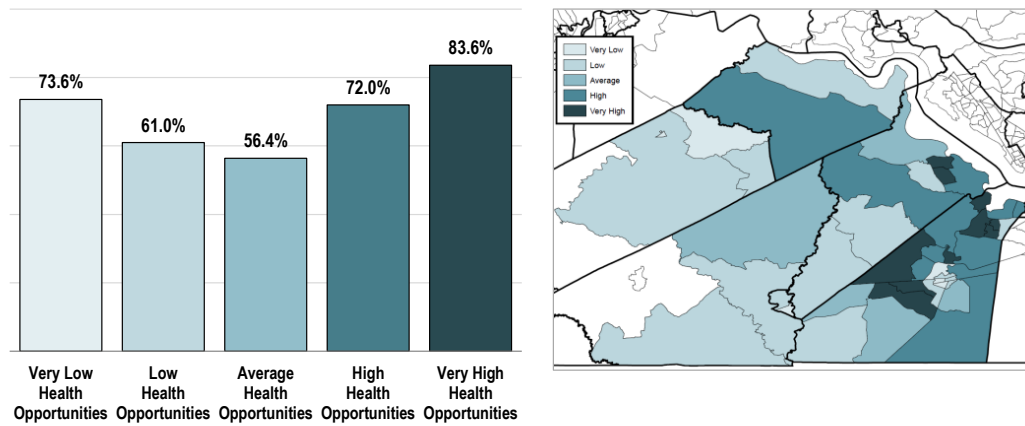 73.6%
61.0%
56.4%
72.0%
83.6%
Very Low
Health
Opportunities
Low
Health
Opportunities
Average
Health
Opportunities
High
Health
Opportunities
Very High
Health
Opportunities
Very Low
Low
Average
High
Very High